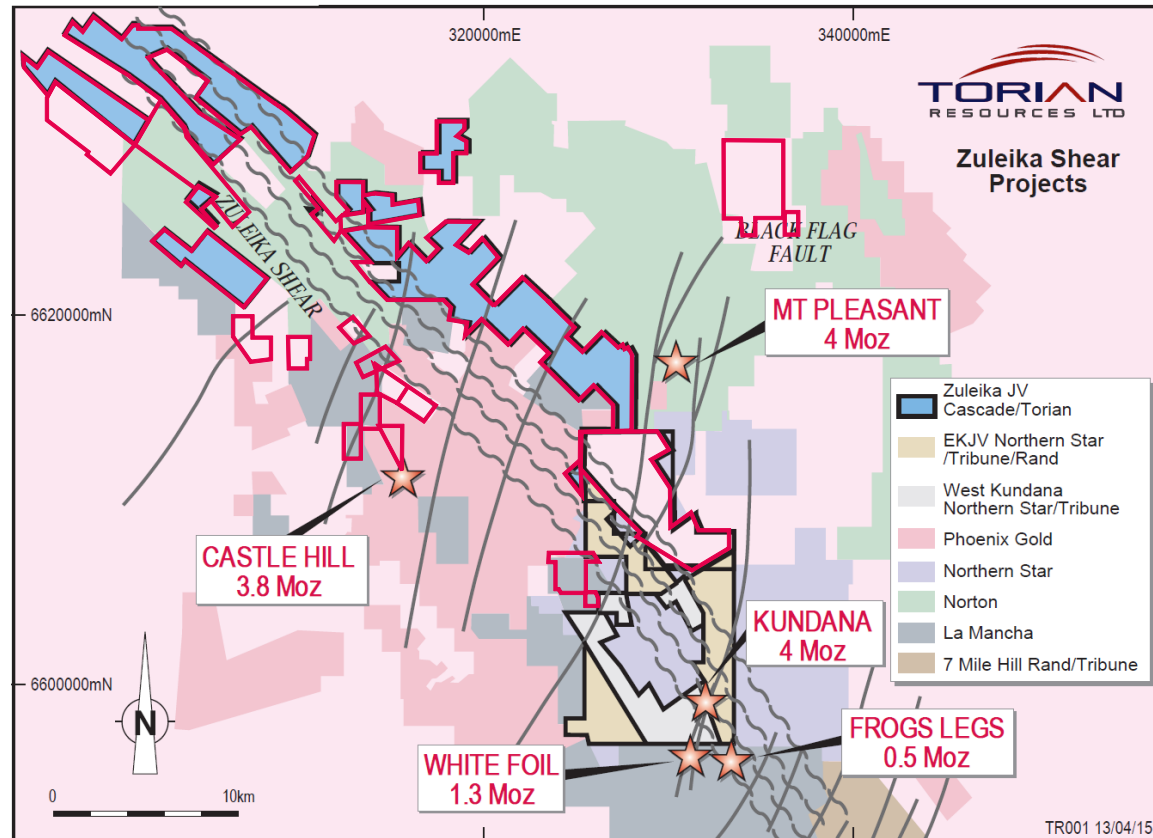 320000mE
340000mE
TORIAN
RESOURCES LTD
Zuleika Shear
Projects
ZULEIKA SHEAR
BLACK FLAG
FAULT
6620000mN
MT PLEASANT
4 Moz
Zuleika JV
Cascade/Torian
EKJV Northern Star
/Tribune/Rand
West Kundana
Northern Star/Tribune
Phoenix Gold
Northern Star
Norton
La Mancha
7 Mile Hill Rand/Tribune
CASTLE HILL
3.8 Moz
KUNDANA
4 Moz
6600000mN
N
FROGS LEGS
0.5 Moz
WHITE FOIL
1.3 Moz
0 10km
TR001 13/04/15